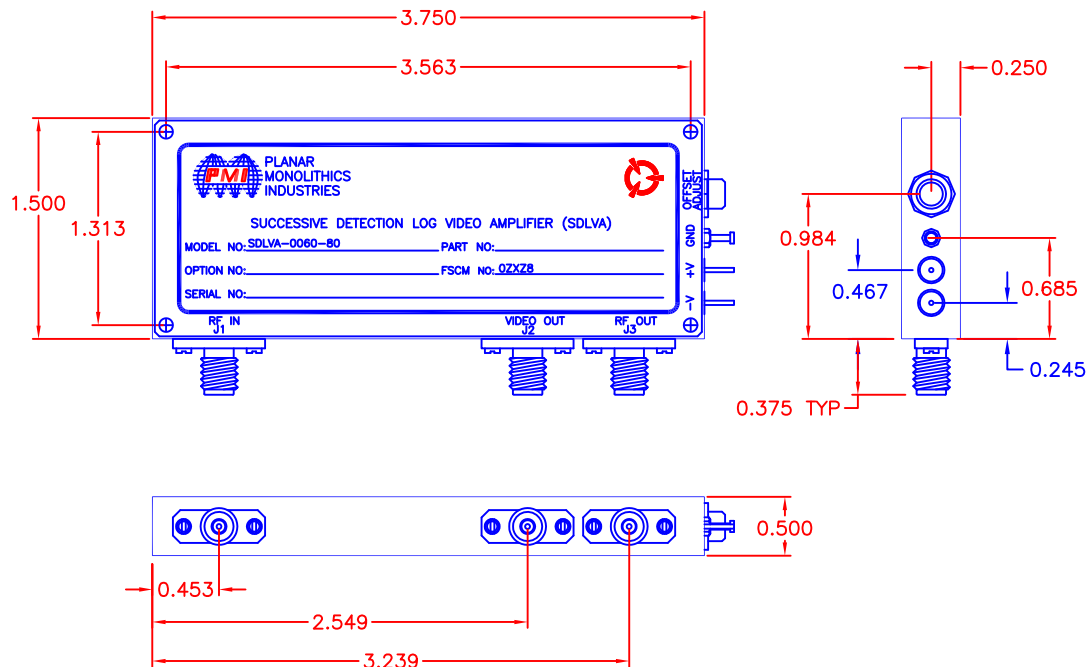 3.750
3.563
0.250
1.500
1.313
PMI
PLANAR
MONOLITHICS
INDUSTRIES
SUCCESSIVE DETECTION LOG VIDEO AMPLIFIER (SDLVA)
MODEL NO: SDLVA-0060-80 PART NO:
OPTION NO: FSCM NO: 0ZXZ8
SERIAL NO:
OFFSET
ADJUST
GND
+V
-V
RF IN
J1
VIDEO OUT
J2
RF OUT
J3
0.984
0.467
0.685
0.245
0.375 TYP
0.500
0.453
2.549
3.239